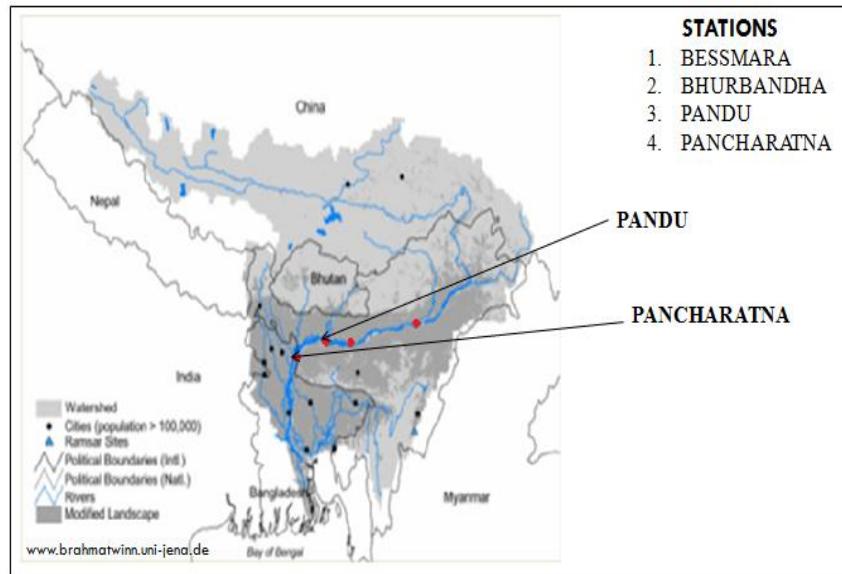 STATIONS
1. BESSMARA
2. BHURBANDHA
3. PANDU
4. PANCHARATNA
China
Nepal
PANDU
Bhutan
PANCHARATNA
India
Watershed
Cities (population > 100,000)
Ramsar Sites
Political Boundaries (Intl.)
Political Boundaries (Natl.)
Rivers
Modified Landscape
Bangladesh
Myanmar
www.brahmatwinn.uni-jena.de
Bay of Bengal